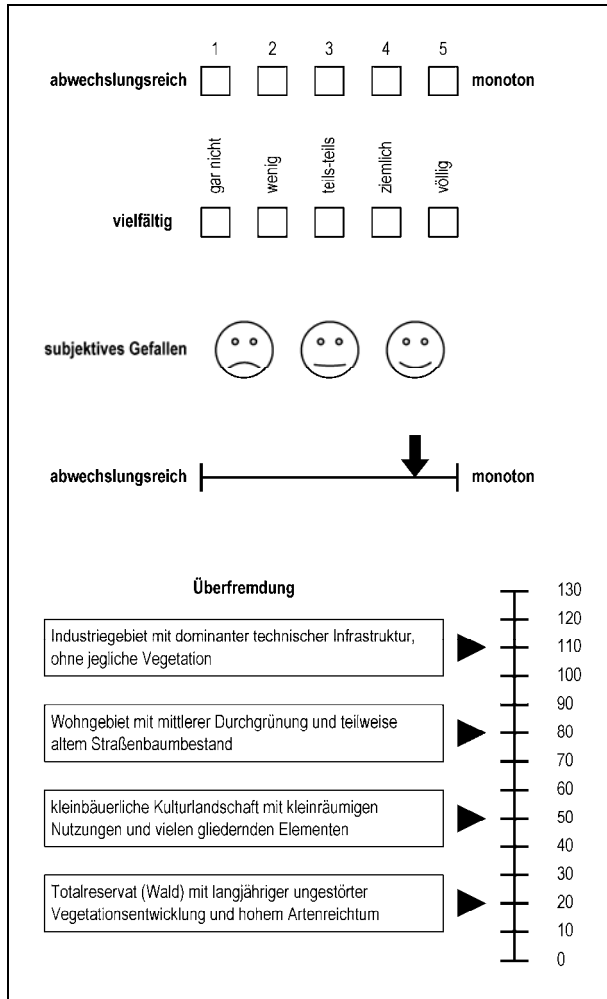 1 2 3 4 5
abwechslungsreich monoton
gar nicht wenig teils-teils ziemlich völlig
vielfältig
subjektives Gefallen
abwechslungsreich monoton
Überfremdung
130
120
Industriegebiet mit dominanter technischer Infrastruktur,
ohne jegliche Vegetation
110
100
90
Wohngebiet mit mittlerer Durchgrünung und teilweise
altem Straßenbaumbestand
80
70
60
kleinbäuerliche Kulturlandschaft mit kleinräumigen
Nutzungen und vielen gliedernden Elementen
50
40
30
Totalreservat (Wald) mit langjähriger ungestörter
Vegetationsentwicklung und hohem Artenreichtum
20
10
0